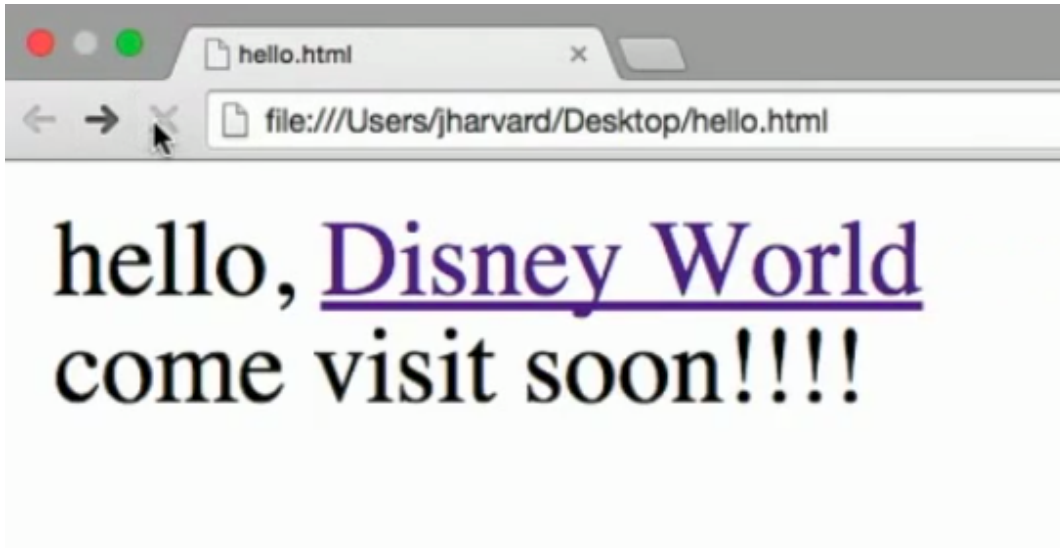 hello.html
file:///Users/jharvard/Desktop/hello.html
hello, Disney World
come visit soon!!!!